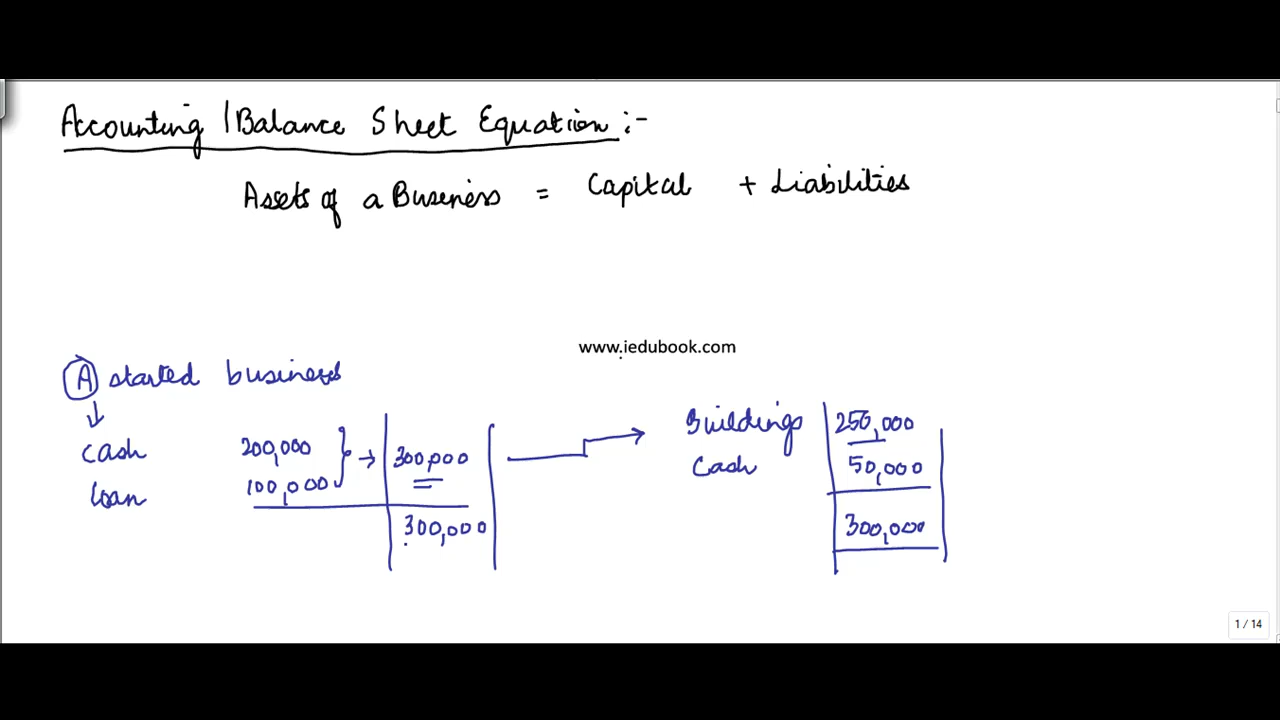 Accounting | Balance Sheet Equation :-
Assets of a Business = Capital + Liabilities
www.iedubook.com
A started business
Cash 200,000 300,000
Loan 100,000
300,000
Buildings 250,000
Cash 50,000
300,000
1 / 14